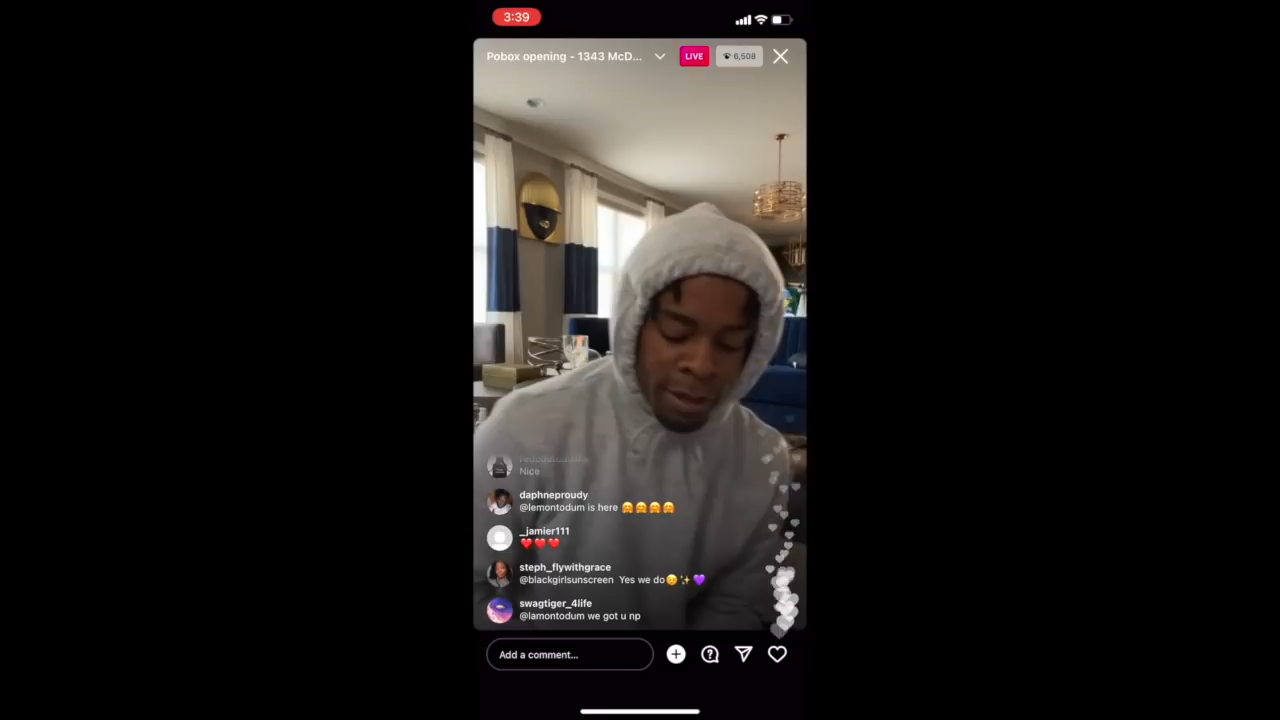 3:39
Pobox opening - 1343 McD...
LIVE
6,508
Nice
daphneproudy
@lemontodum is here 🥰🥰🥰🥰
_jamier111
❤️❤️❤️
steph_flywithgrace
@blackgirlsunscreen Yes we do😊✨💜
swagtiger_4life
@lamontodum we got u np
Add a comment...